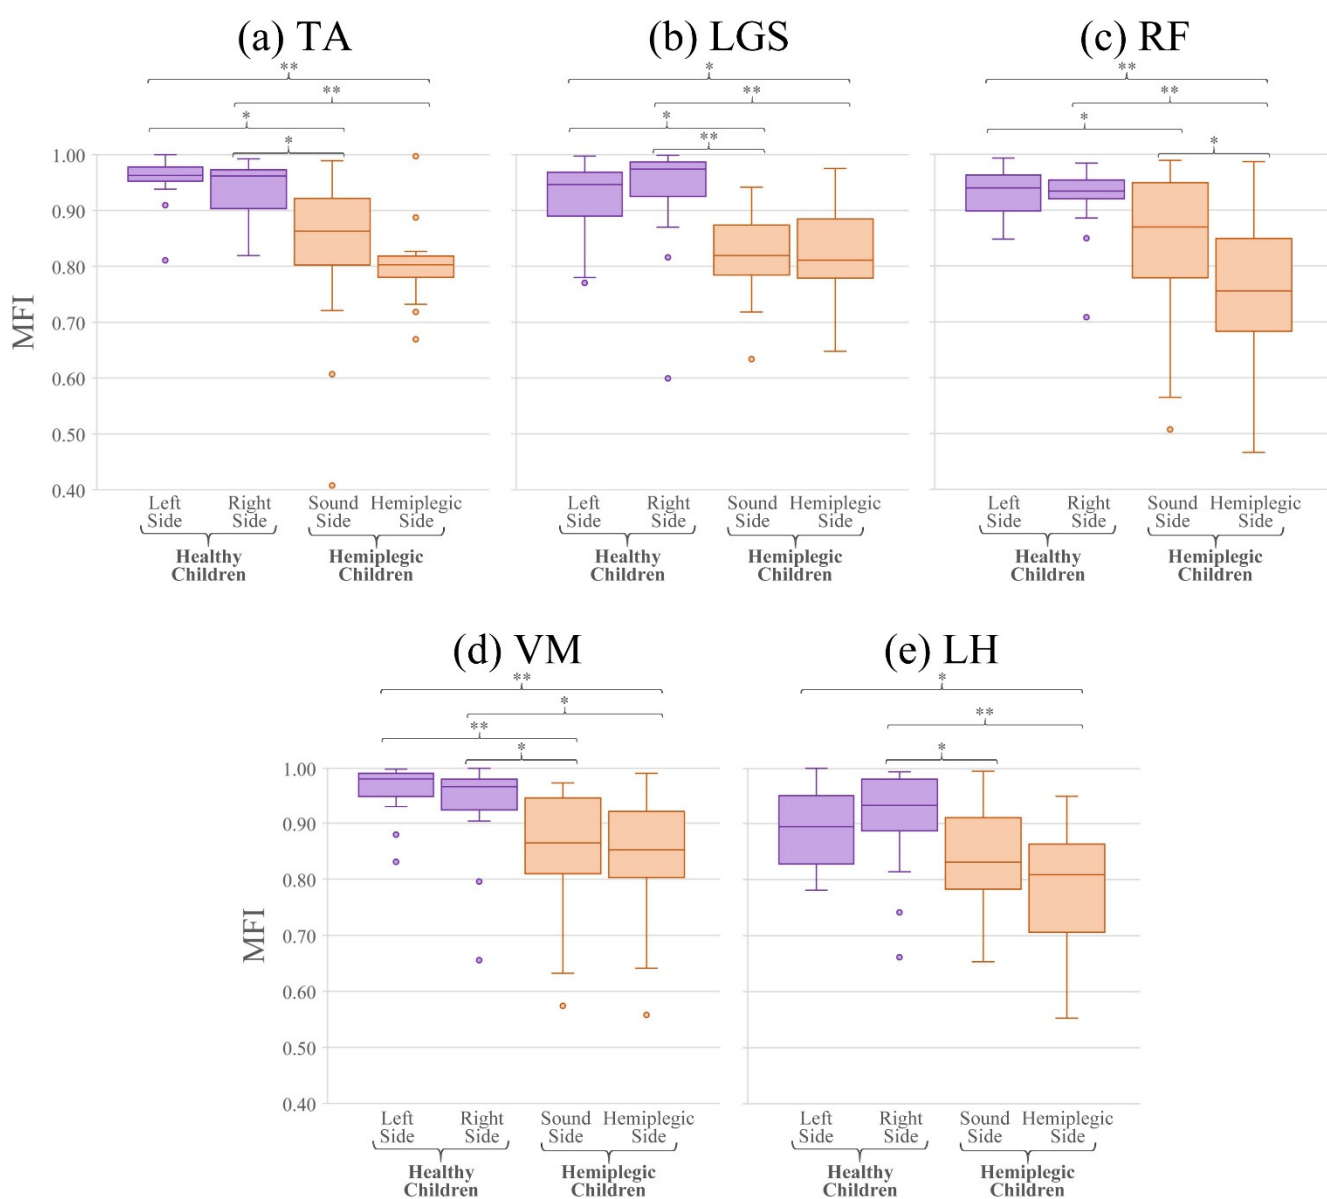 (a) TA
(b) LGS
(c) RF
**
*
**
**
**
**
*
*
*
*
**
*
1.00
0.90
0.80
0.70
0.60
0.50
0.40
MFI
Left Side
Right Side
Sound Side
Hemiplegic Side
Left Side
Right Side
Sound Side
Hemiplegic Side
Left Side
Right Side
Sound Side
Hemiplegic Side
Healthy Children
Hemiplegic Children
Healthy Children
Hemiplegic Children
Healthy Children
Hemiplegic Children
(d) VM
(e) LH
**
*
*
**
**
*
*
1.00
0.90
0.80
0.70
0.60
0.50
0.40
MFI
Left Side
Right Side
Sound Side
Hemiplegic Side
Left Side
Right Side
Sound Side
Hemiplegic Side
Healthy Children
Hemiplegic Children
Healthy Children
Hemiplegic Children